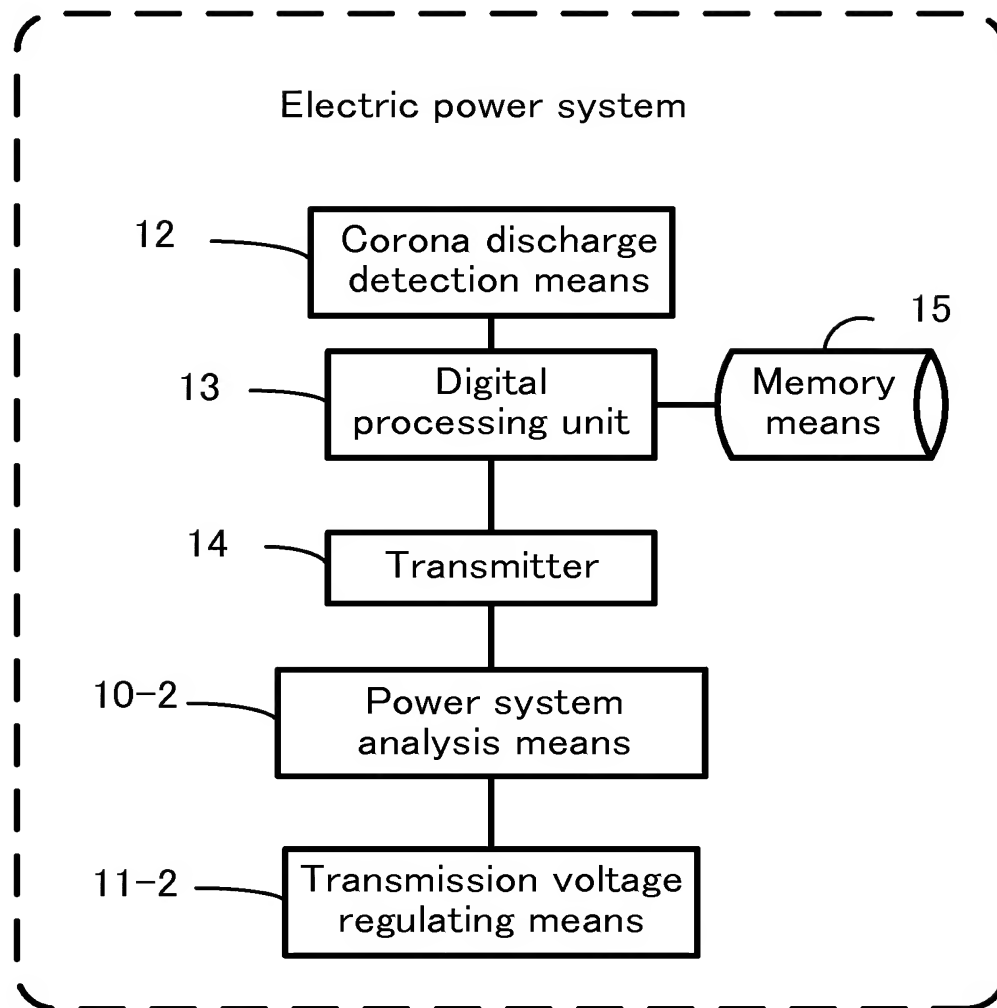 Electric power system
12
Corona discharge
detection means
15
13
Digital
processing unit
Memory
means
14
Transmitter
10-2
Power system
analysis means
11-2
Transmission voltage
regulating means